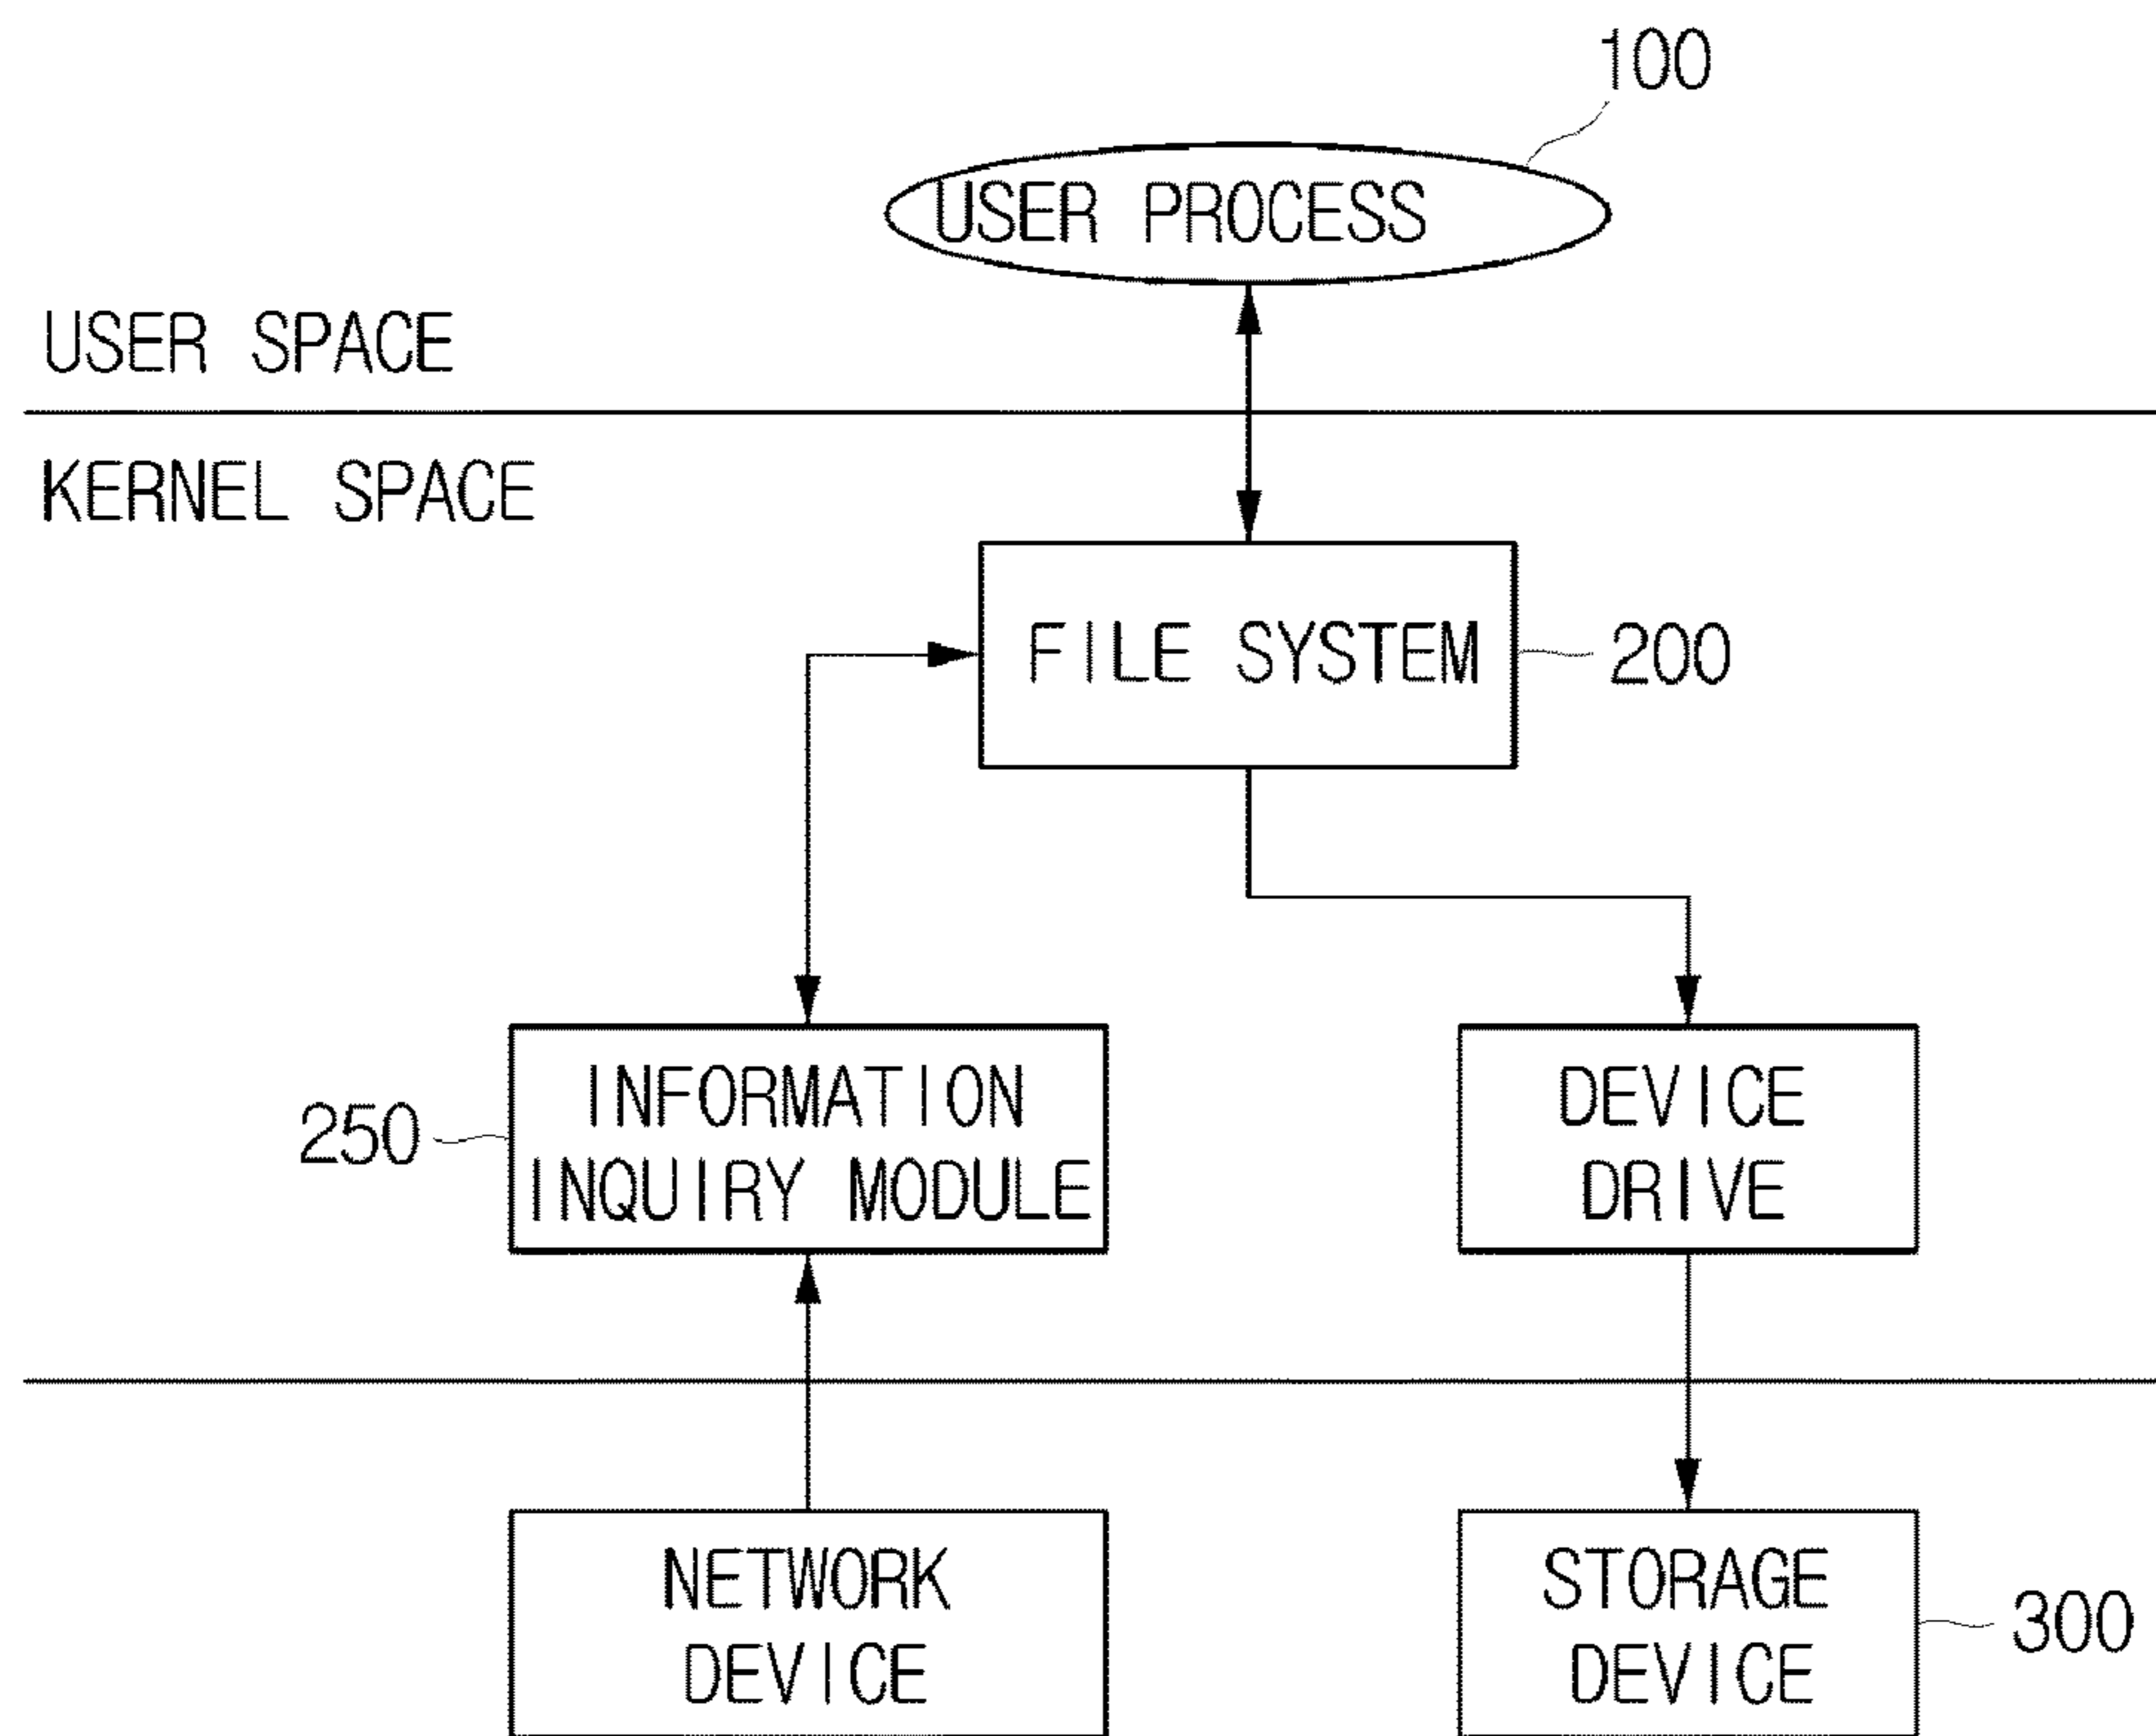 100
USER PROCESS
USER SPACE
KERNEL SPACE
FILE SYSTEM
200
INFORMATION
INQUIRY MODULE
250
DEVICE
DRIVE
NETWORK
DEVICE
STORAGE
DEVICE
300